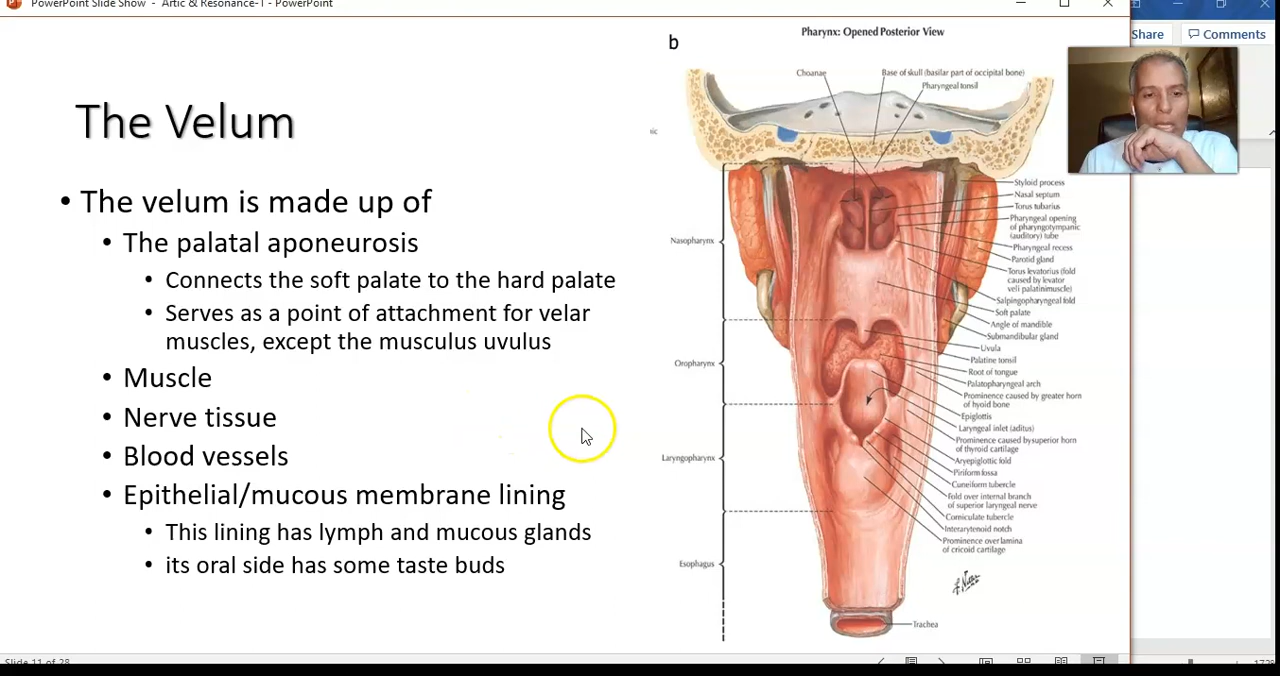 PowerPoint Slide Show - Artic & Resonance-1 - PowerPoint
Share
Comments
The Velum
• The velum is made up of
• The palatal aponeurosis
• Connects the soft palate to the hard palate
• Serves as a point of attachment for velar
muscles, except the musculus uvulus
• Muscle
• Nerve tissue
• Blood vessels
• Epithelial/mucous membrane lining
• This lining has lymph and mucous glands
• its oral side has some taste buds
b
Pharynx: Opened Posterior View
Choanae
Base of skull (basilar part of occipital bone)
Pharyngeal tonsil
Styloid process
Nasal septum
Torus tubarius
Pharyngeal opening
of pharyngotympanic
(auditory) tube
Pharyngeal recess
Parotid gland
Torus levatorius (fold
caused by levator
veli palatini muscle)
Salpingopharyngeal fold
Soft palate
Angle of mandible
Submandibular gland
Uvula
Palatine tonsil
Root of tongue
Palatopharyngeal arch
Prominence caused by greater horn
of hyoid bone
Epiglottis
Laryngeal inlet (aditus)
Prominence caused by superior horn
of thyroid cartilage
Aryepiglottic fold
Piriform fossa
Cuneiform tubercle
Fold over internal branch
of superior laryngeal nerve
Corniculate tubercle
Interarytenoid notch
Prominence over lamina
of cricoid cartilage
Trachea
Nasopharynx
Oropharynx
Laryngopharynx
Esophagus
ic
Slide 11 of 28